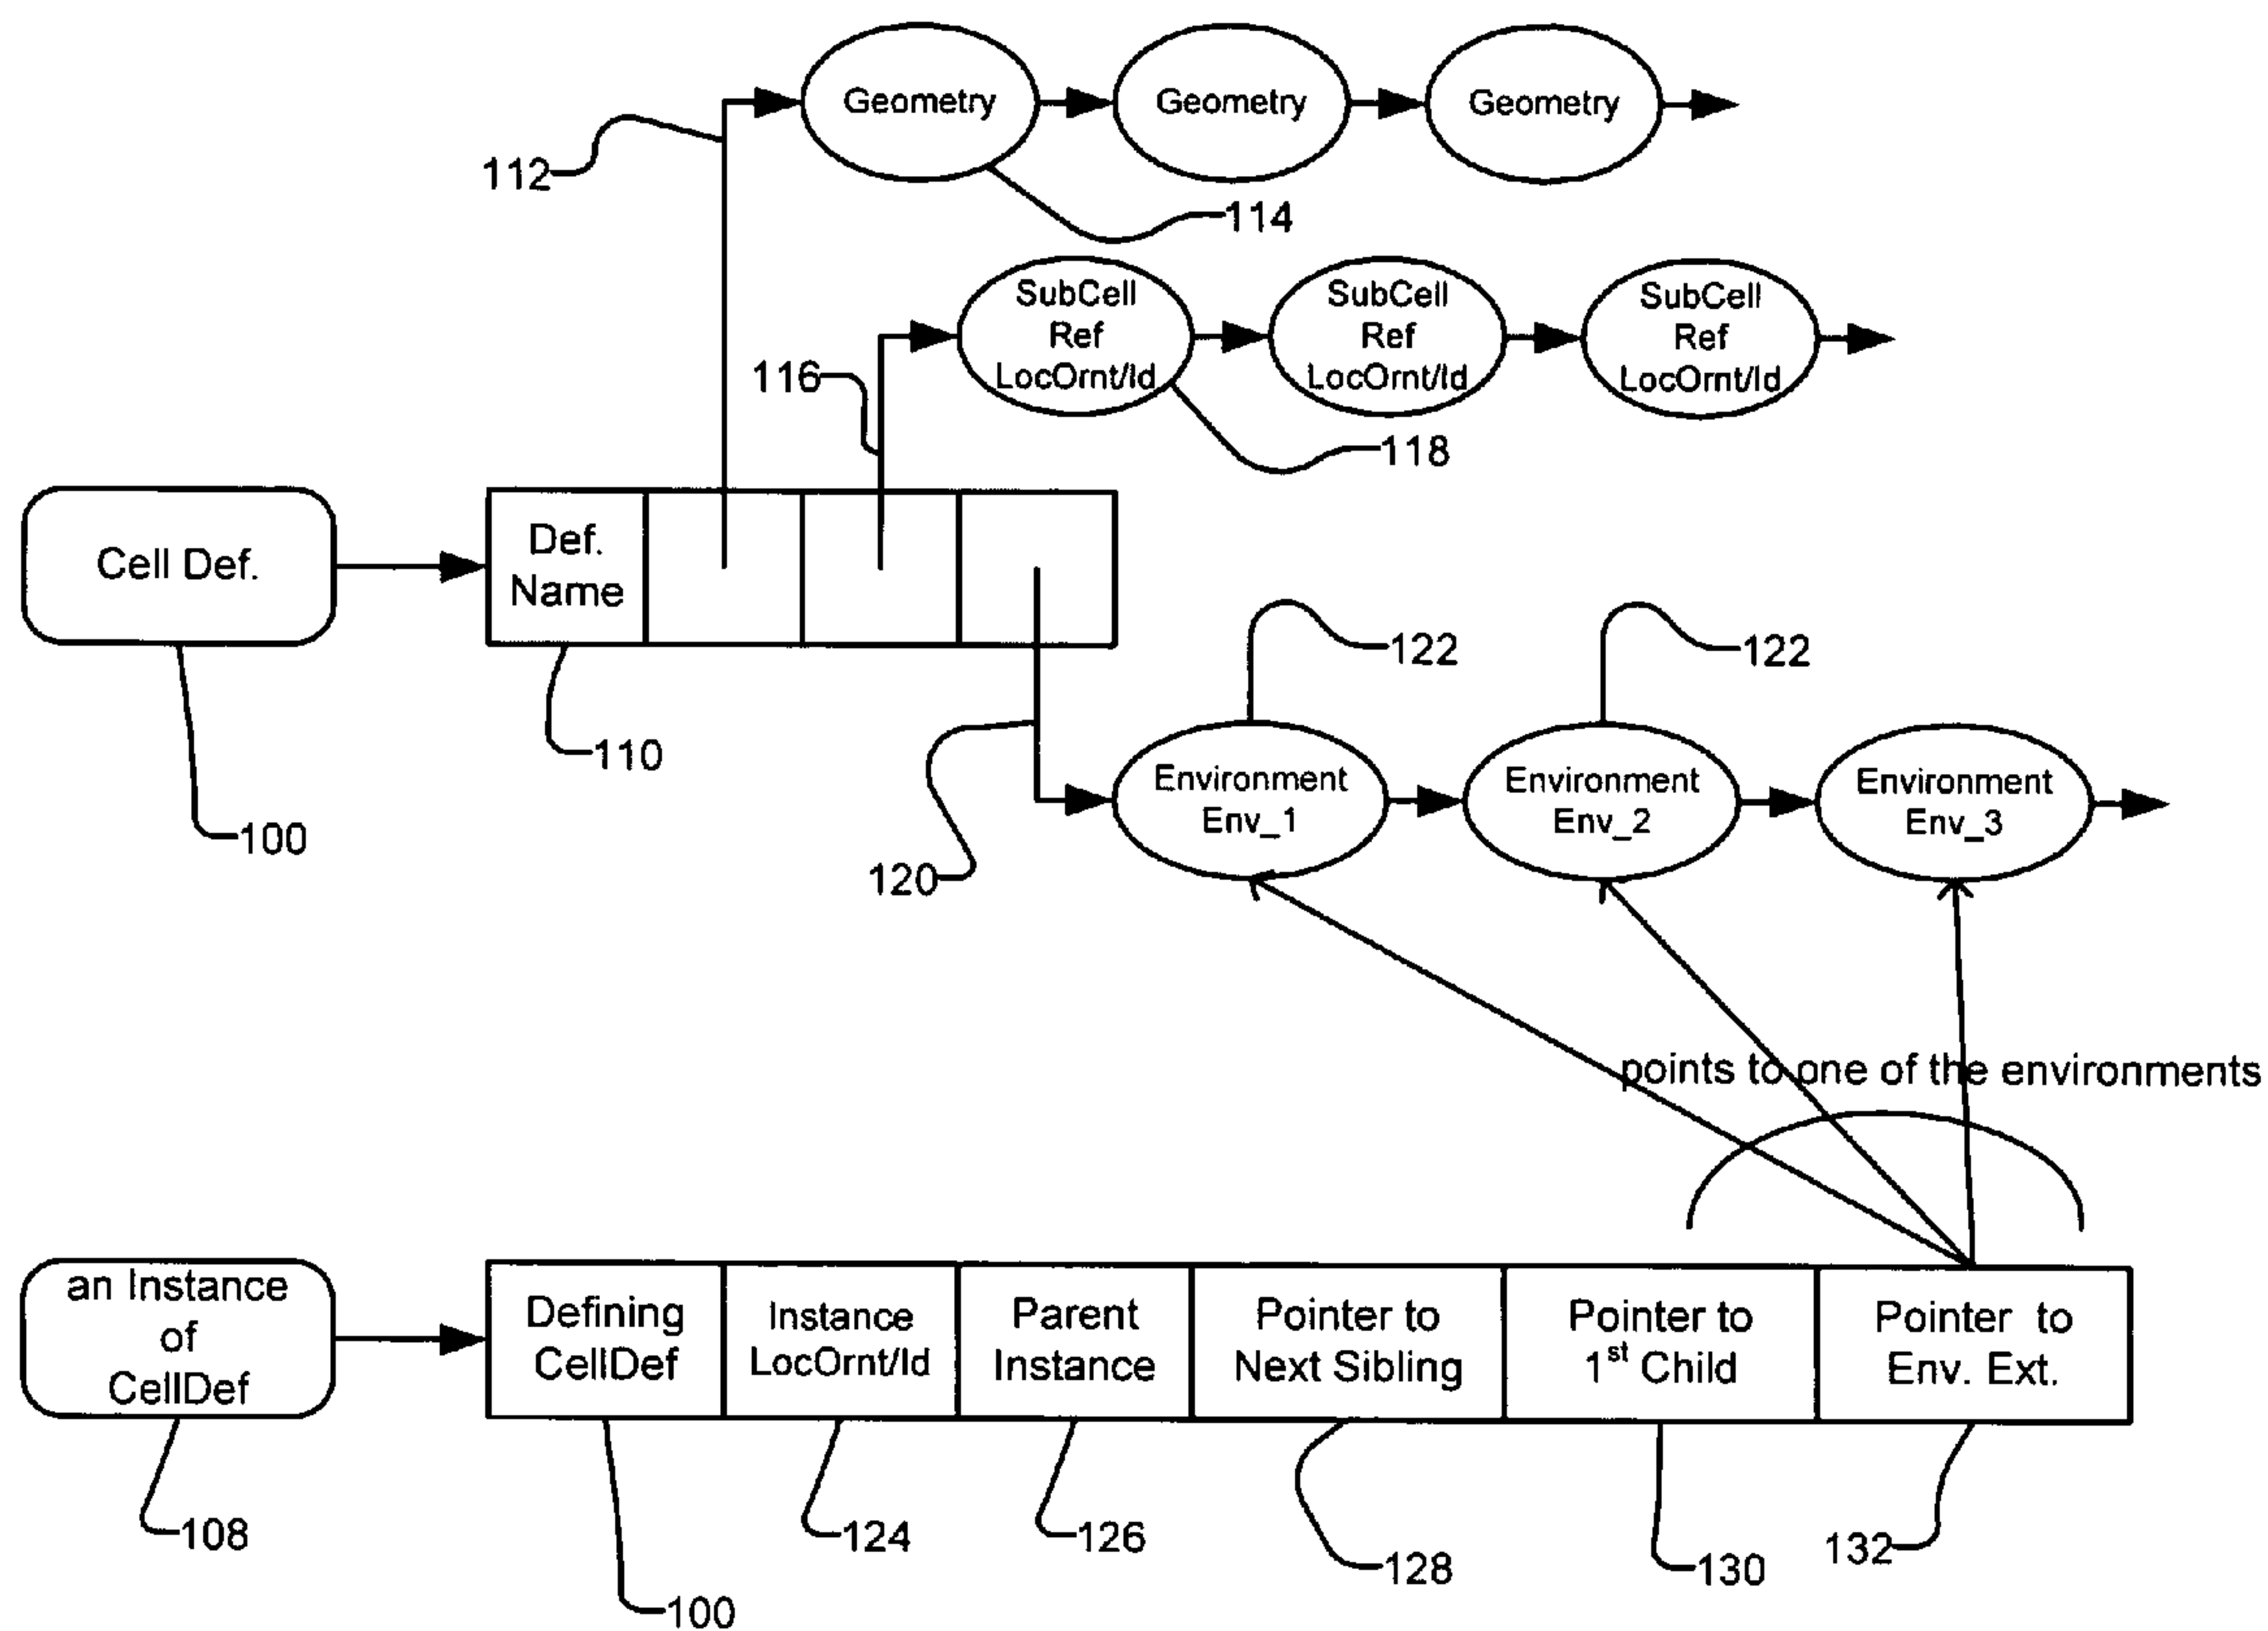 Geometry
Geometry
Geometry
112
114
SubCell
Ref
LocOrnt/Id
SubCell
Ref
LocOrnt/Id
SubCell
Ref
LocOrnt/Id
116
118
Cell Def.
Def.
Name
122
122
110
100
120
Environment
Env_1
Environment
Env_2
Environment
Env_3
points to one of the environments
an Instance
of
CellDef
Defining
CellDef
Instance
LocOrnt/Id
Parent
Instance
Pointer to
Next Sibling
Pointer to
1st Child
Pointer to
Env. Ext.
108
100
124
126
128
130
132